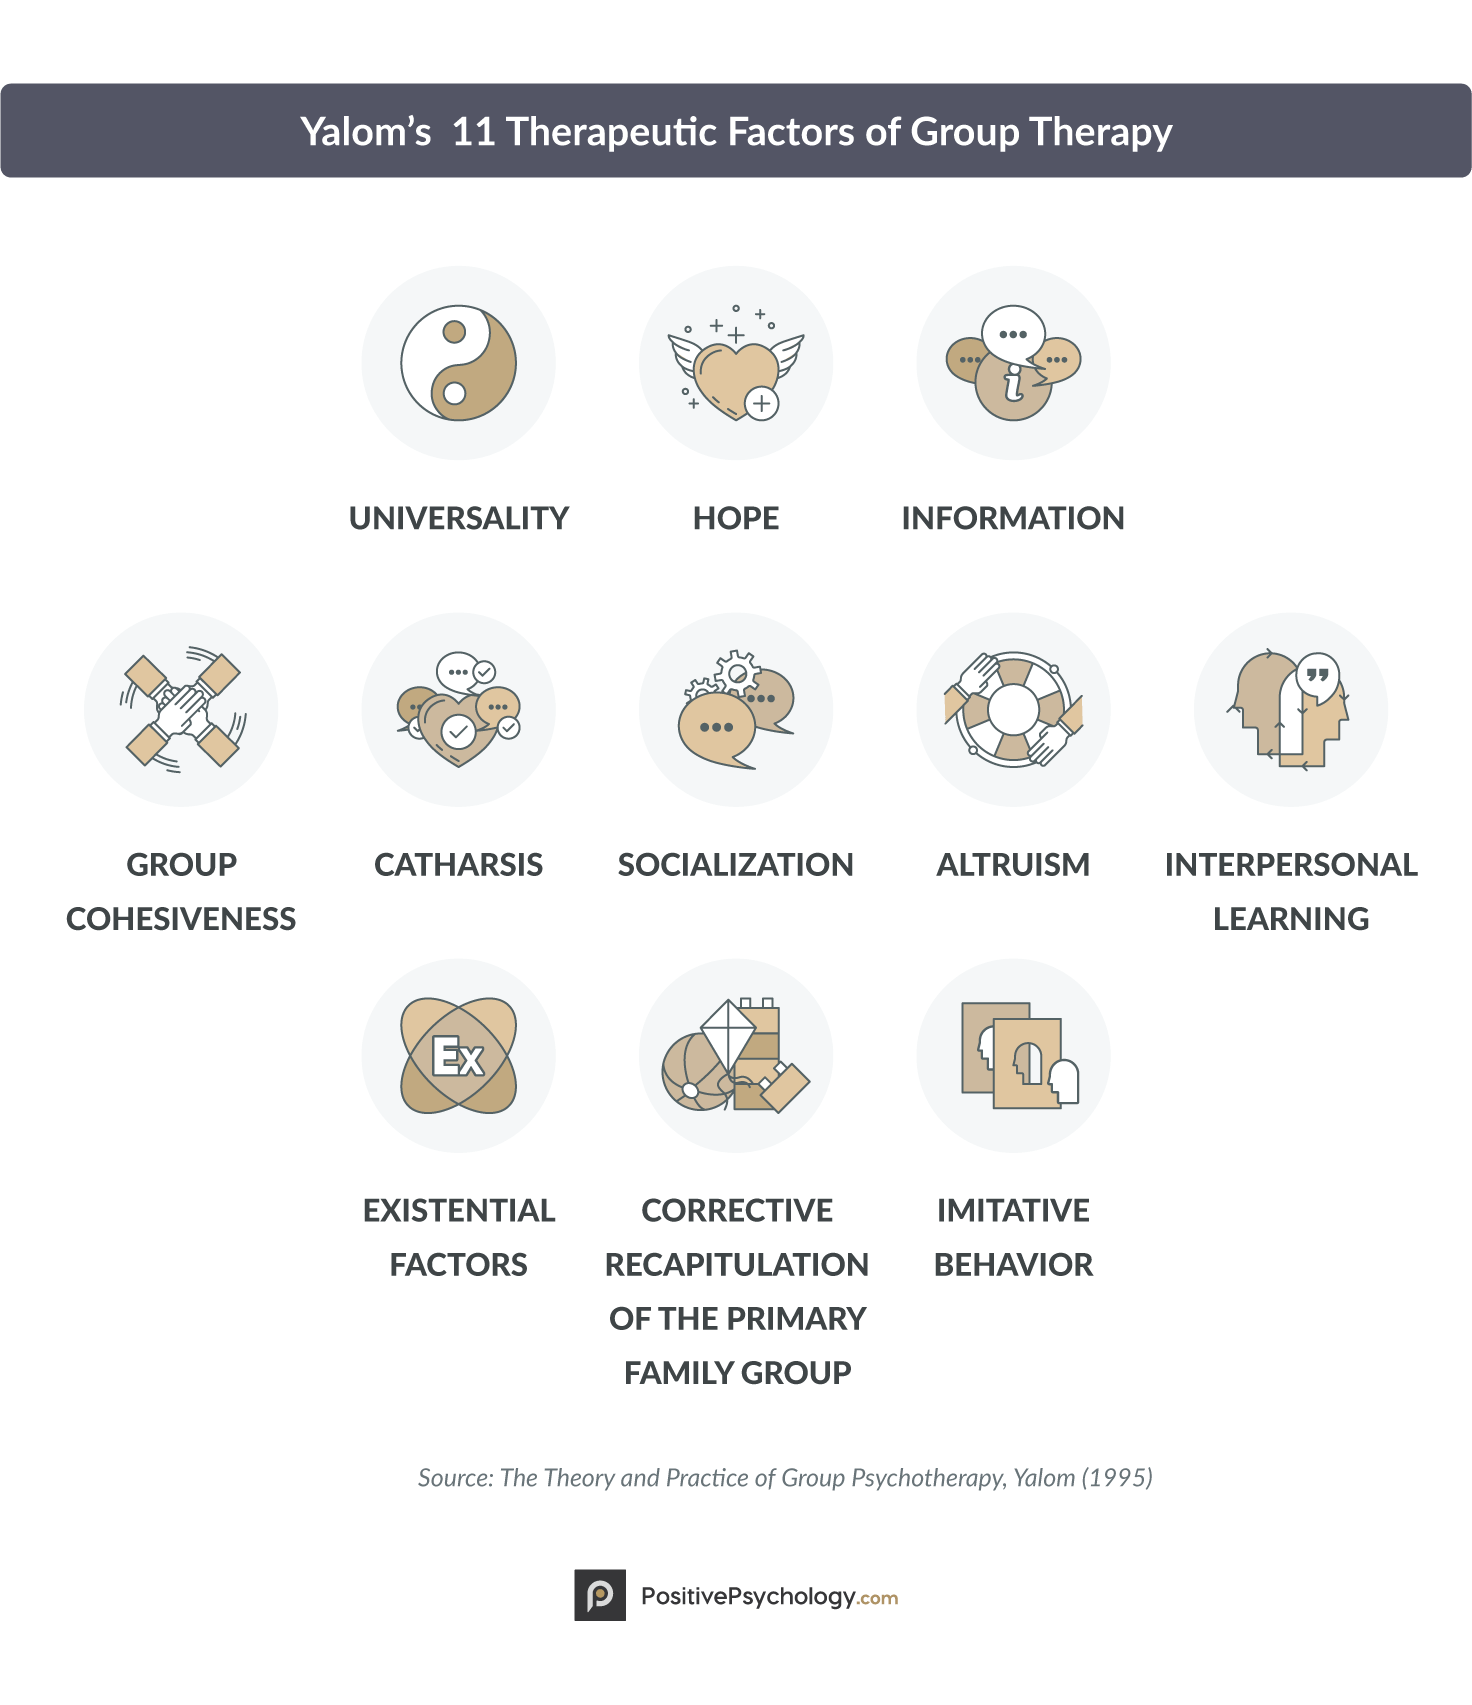 Yalom’s  11 Therapeutic Factors of Group Therapy
UNIVERSALITY
HOPE
INFORMATION
GROUP
COHESIVENESS
CATHARSIS
SOCIALIZATION
ALTRUISM
INTERPERSONAL
LEARNING
Ex
EXISTENTIAL
FACTORS
CORRECTIVE
RECAPITULATION
OF THE PRIMARY
FAMILY GROUP
IMITATIVE
BEHAVIOR
Source: The Theory and Practice of Group Psychotherapy, Yalom (1995)
PositivePsychology.com